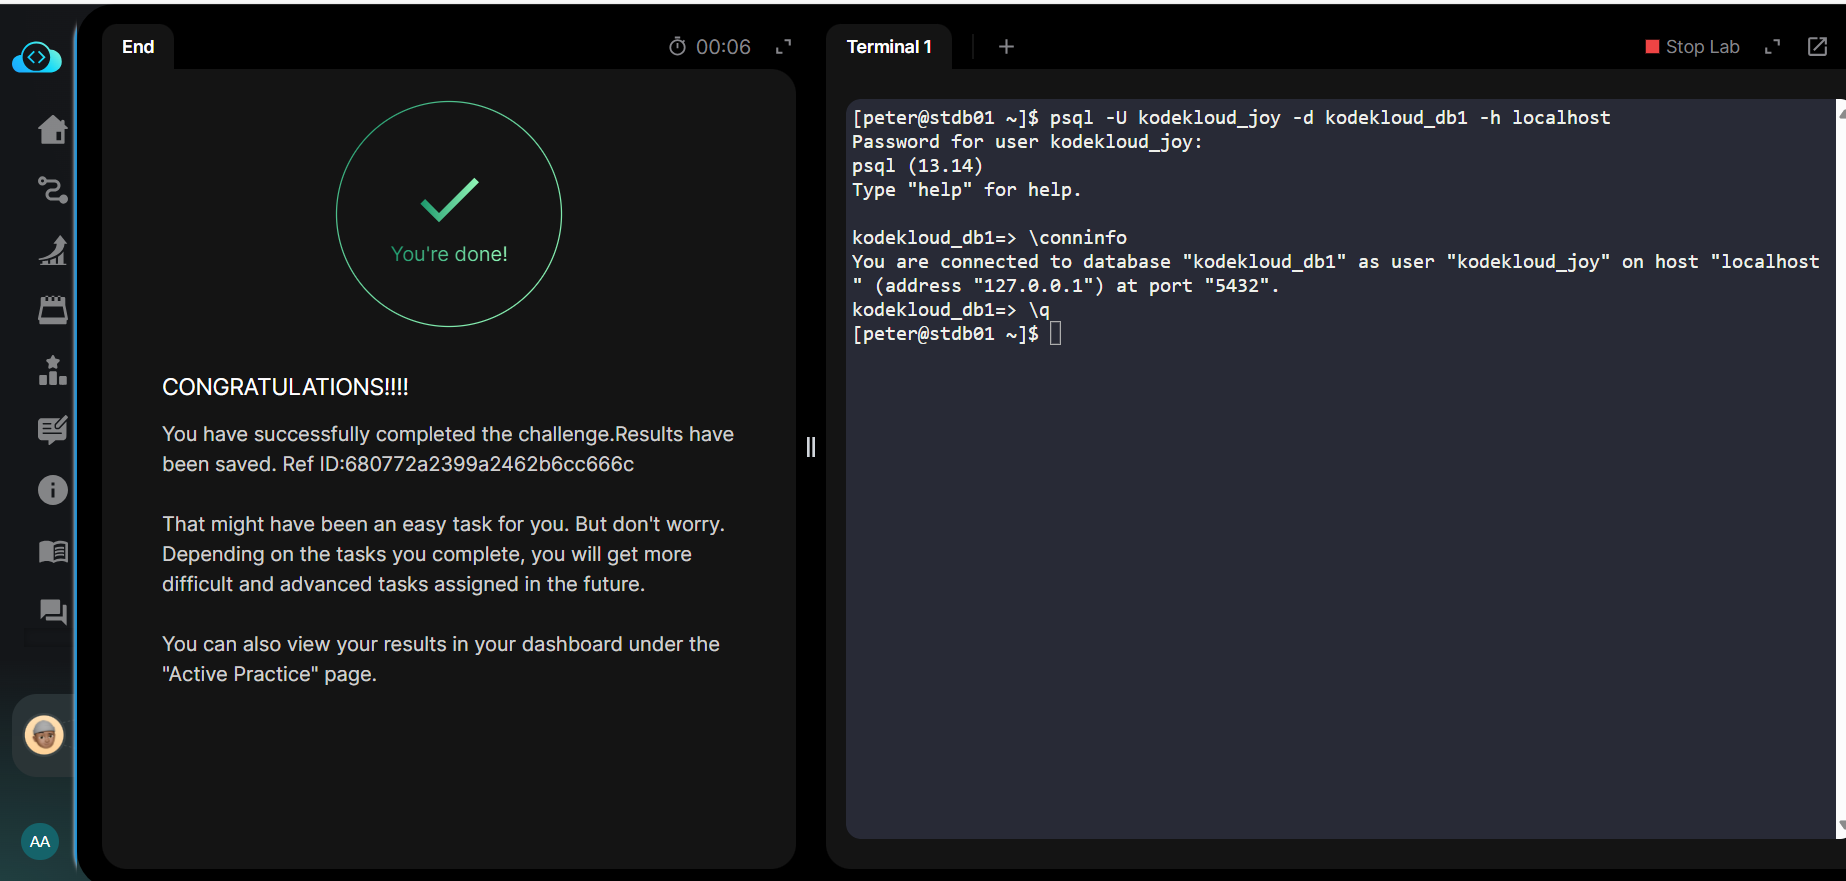 End
00:06
You're done!
CONGRATULATIONS!!!!
You have successfully completed the challenge.Results have
been saved. Ref ID:680772a2399a2462b6cc666c
That might have been an easy task for you. But don't worry.
Depending on the tasks you complete, you will get more
difficult and advanced tasks assigned in the future.
You can also view your results in your dashboard under the
"Active Practice" page.
AA
Terminal 1
+
Stop Lab
[peter@stdb01 ~]$ psql -U kodekloud_joy -d kodekloud_db1 -h localhost
Password for user kodekloud_joy:
psql (13.14)
Type "help" for help.
kodekloud_db1=> \conninfo
You are connected to database "kodekloud_db1" as user "kodekloud_joy" on host "localhost
" (address "127.0.0.1") at port "5432".
kodekloud_db1=> \q
[peter@stdb01 ~]$